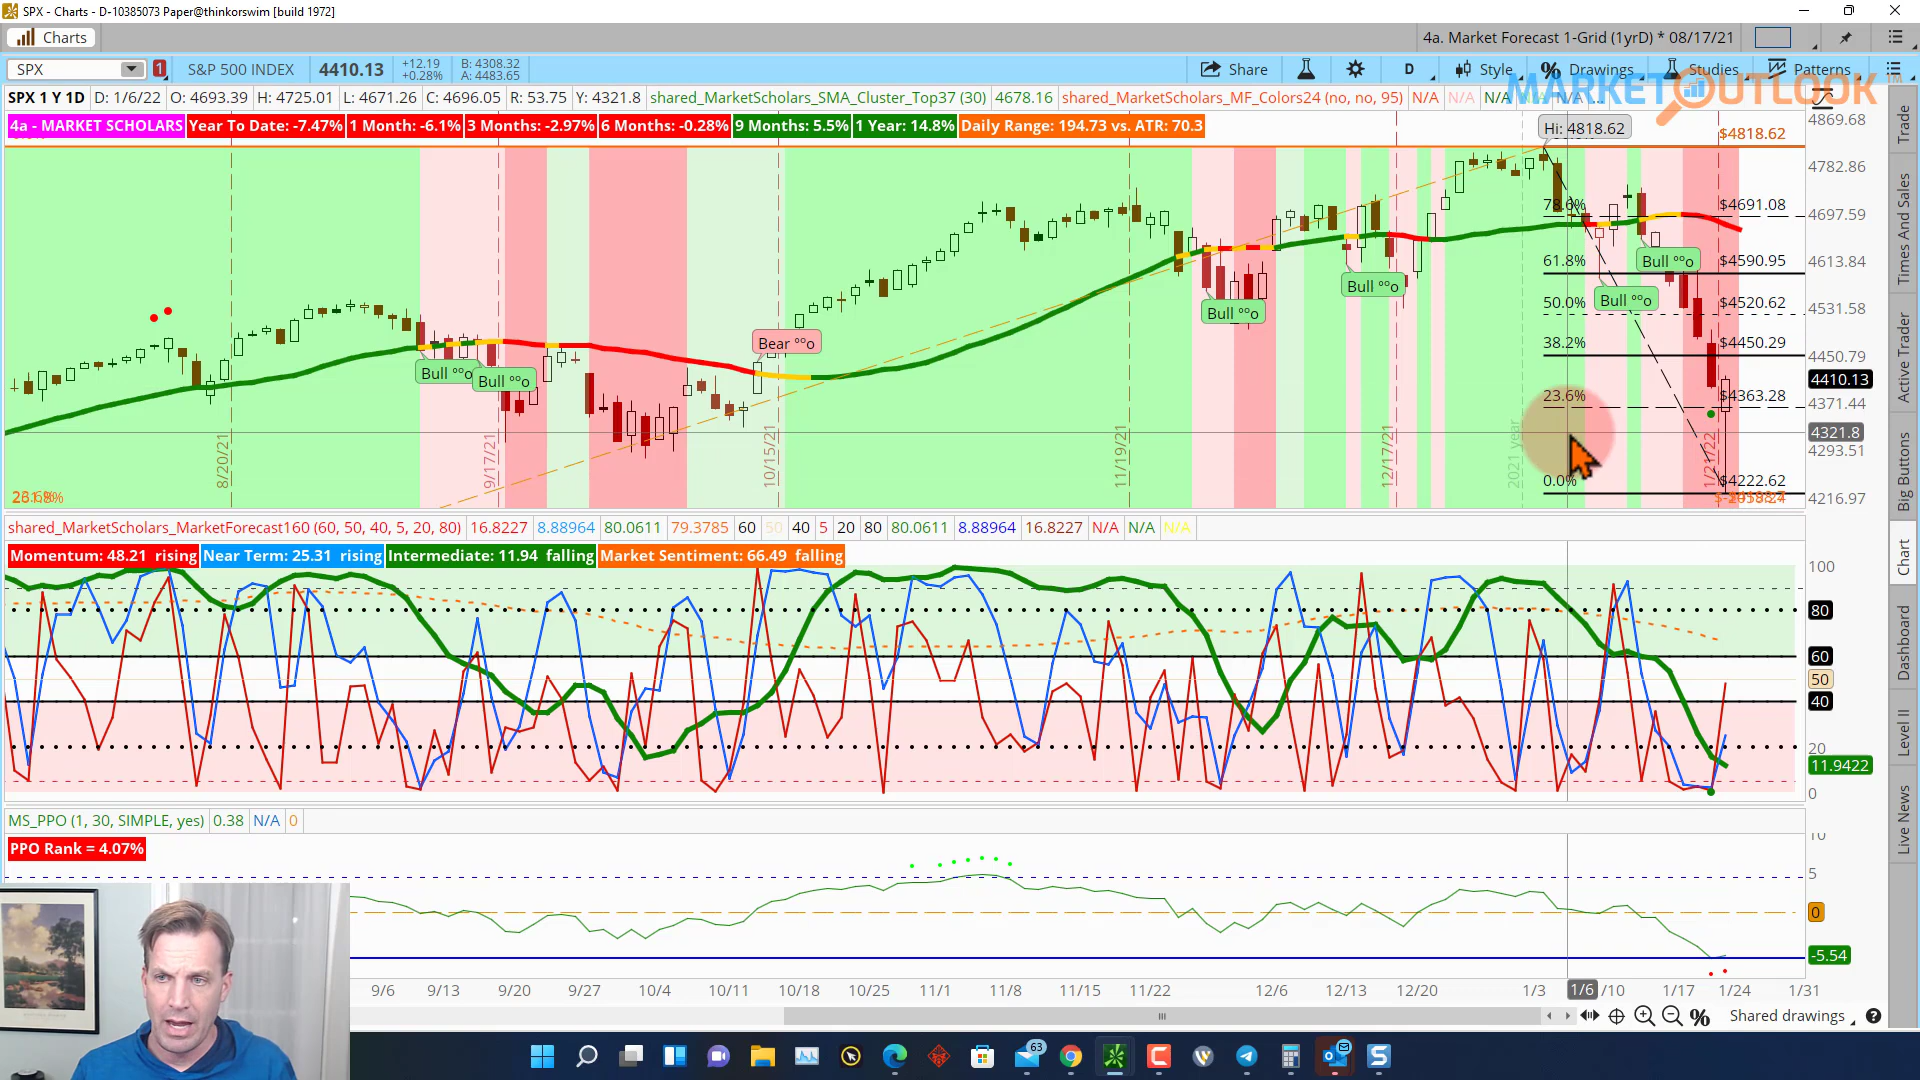 SPX - Charts - D-10385073 Paper@thinkorswim [build 1972]
Charts
4a. Market Forecast 1-Grid (1yrD) * 08/17/21
SPX
1
S&P 500 INDEX
4410.13
+12.19
+0.28%
B: 4308.32
A: 4483.65
Share
D
Style
Drawings
Studies
Patterns
MARKETOUTLOOK
SPX 1 Y 1D
D: 1/6/22
O: 4693.39
H: 4725.01
L: 4671.26
C: 4696.05
R: 53.75
Y: 4321.8
shared_MarketScholars_SMA_Cluster_Top37 (30)
4678.16
shared_MarketScholars_MF_Colors24 (no, no, 95)
N/A
N/A
N/A
4a - MARKET SCHOLARS
Year To Date: -7.47%
1 Month: -6.1%
3 Months: -2.97%
6 Months: -0.28%
9 Months: 5.5%
1 Year: 14.8%
Daily Range: 194.73 vs. ATR: 70.3
Hi: 4818.62
$4818.62
4869.68
4782.86
4697.59
4613.84
4531.58
4450.79
4410.13
4371.44
4321.8
4293.51
4216.97
78.6%
$4691.08
61.8%
$4590.95
50.0%
$4520.62
38.2%
$4450.29
23.6%
$4363.28
0.0%
$4222.62
Bull °°o
Bull °°o
Bear °°o
Bull °°o
Bull °°o
Bull °°o
Bull °°o
8/20/21
9/17/21
10/15/21
11/19/21
12/17/21
2021 year
1/21/22
shared_MarketScholars_MarketForecast160 (60, 50, 40, 5, 20, 80)
16.8227
8.88964
80.0611
79.3785
60
50
40
5
20
80
80.0611
8.88964
16.8227
N/A
N/A
N/A
Momentum: 48.21 rising
Near Term: 25.31 rising
Intermediate: 11.94 falling
Market Sentiment: 66.49 falling
100
80
60
50
40
20
11.9422
0
MS_PPO (1, 30, SIMPLE, yes)
0.38
N/A
0
PPO Rank = 4.07%
10
5
0
-5.54
9/6
9/13
9/20
9/27
10/4
10/11
10/18
10/25
11/1
11/8
11/15
11/22
12/6
12/13
12/20
1/3
1/6
/10
1/17
1/24
1/31
Shared drawings
Trade
Times And Sales
Active Trader
Big Buttons
Chart
Dashboard
Level II
Live News
63